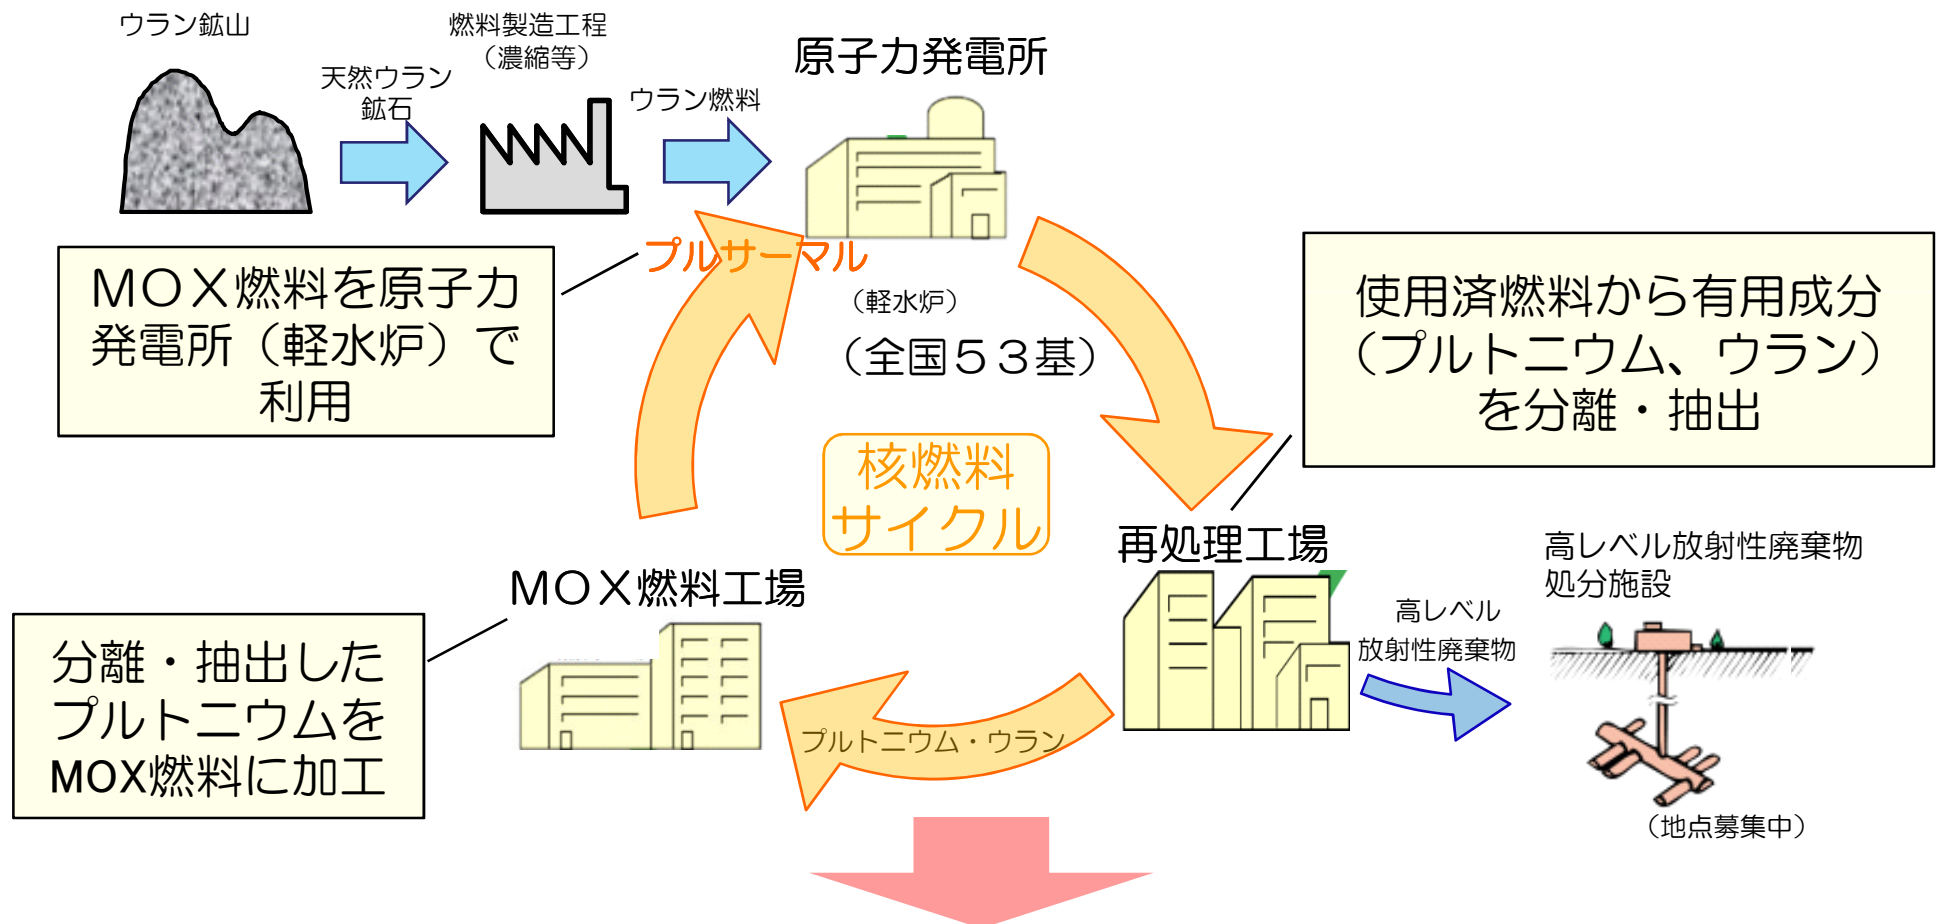 ウラン鉱山
天然ウラン
鉱石
燃料製造工程
（濃縮等）
ウラン燃料
原子力発電所
プルサーマル
ＭＯＸ燃料を原子力
発電所（軽水炉）で
利用
（軽水炉）
（全国５３基）
使用済燃料から有用成分
（プルトニウム、ウラン）
を分離・抽出
核燃料
サイクル
再処理工場
高レベル
放射性廃棄物
高レベル放射性廃棄物
処分施設
（地点募集中）
ＭＯＸ燃料工場
分離・抽出した
プルトニウムを
MOX燃料に加工
プルトニウム・ウラン